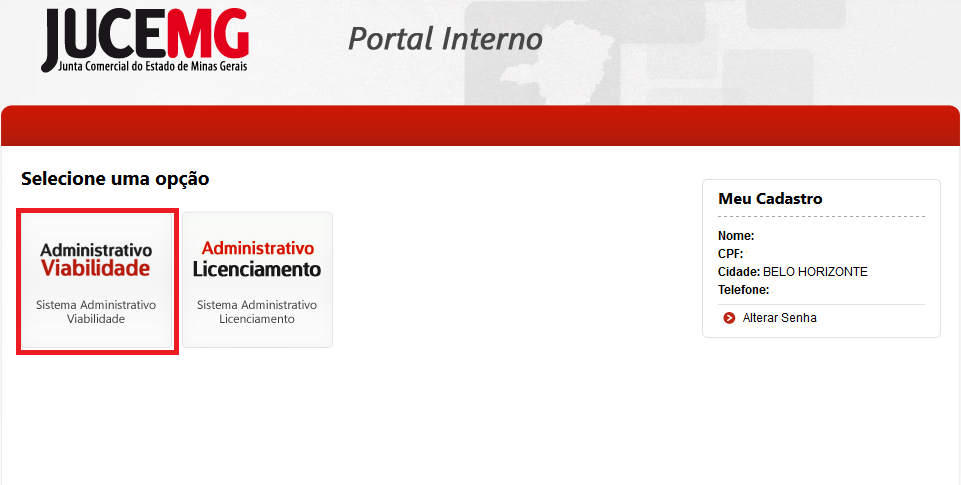 JUCEMG
Junta Comercial do Estado de Minas Gerais
Portal Interno
Selecione uma opção
Administrativo
Viabilidade
Sistema Administrativo
Viabilidade
Administrativo
Licenciamento
Sistema Administrativo
Licenciamento
Meu Cadastro
Nome:
CPF:
Cidade: BELO HORIZONTE
Telefone:
Alterar Senha